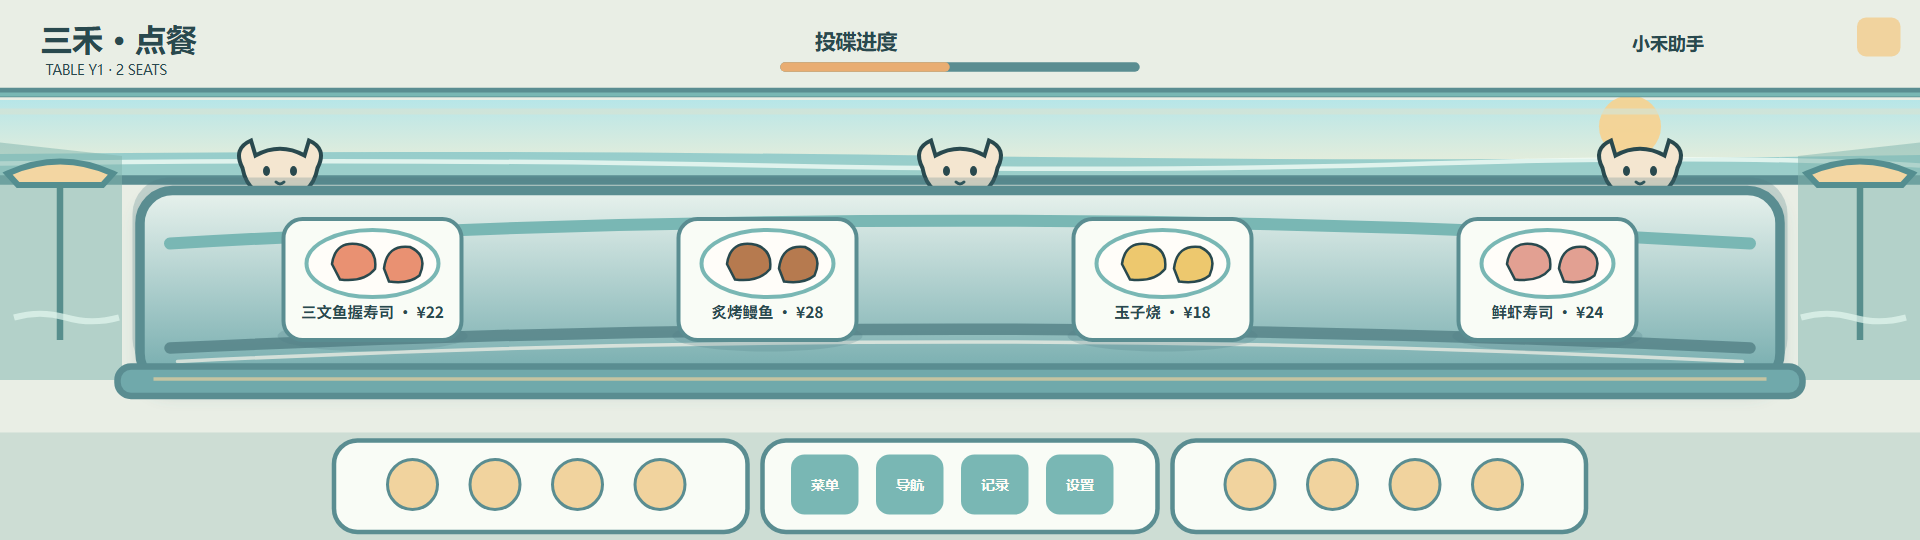 三禾·点餐
TABLE Y1 · 2 SEATS
投碟进度
小禾助手
三文鱼握寿司 · ¥22
炙烤鳗鱼 · ¥28
玉子烧 · ¥18
鲜虾寿司 · ¥24
菜单
导航
记录
设置